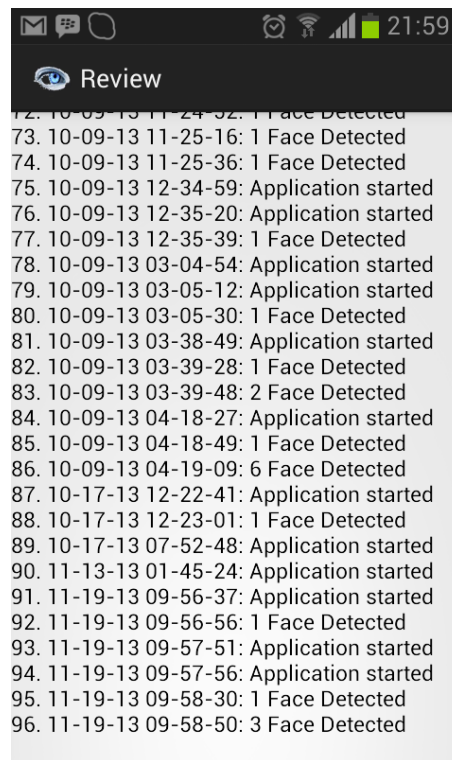 21:59
Review
72. 10-09-13 11-24-52: 1 Face Detected
73. 10-09-13 11-25-16: 1 Face Detected
74. 10-09-13 11-25-36: 1 Face Detected
75. 10-09-13 12-34-59: Application started
76. 10-09-13 12-35-20: Application started
77. 10-09-13 12-35-39: 1 Face Detected
78. 10-09-13 03-04-54: Application started
79. 10-09-13 03-05-12: Application started
80. 10-09-13 03-05-30: 1 Face Detected
81. 10-09-13 03-38-49: Application started
82. 10-09-13 03-39-28: 1 Face Detected
83. 10-09-13 03-39-48: 2 Face Detected
84. 10-09-13 04-18-27: Application started
85. 10-09-13 04-18-49: 1 Face Detected
86. 10-09-13 04-19-09: 6 Face Detected
87. 10-17-13 12-22-41: Application started
88. 10-17-13 12-23-01: 1 Face Detected
89. 10-17-13 07-52-48: Application started
90. 11-13-13 01-45-24: Application started
91. 11-19-13 09-56-37: Application started
92. 11-19-13 09-56-56: 1 Face Detected
93. 11-19-13 09-57-51: Application started
94. 11-19-13 09-57-56: Application started
95. 11-19-13 09-58-30: 1 Face Detected
96. 11-19-13 09-58-50: 3 Face Detected